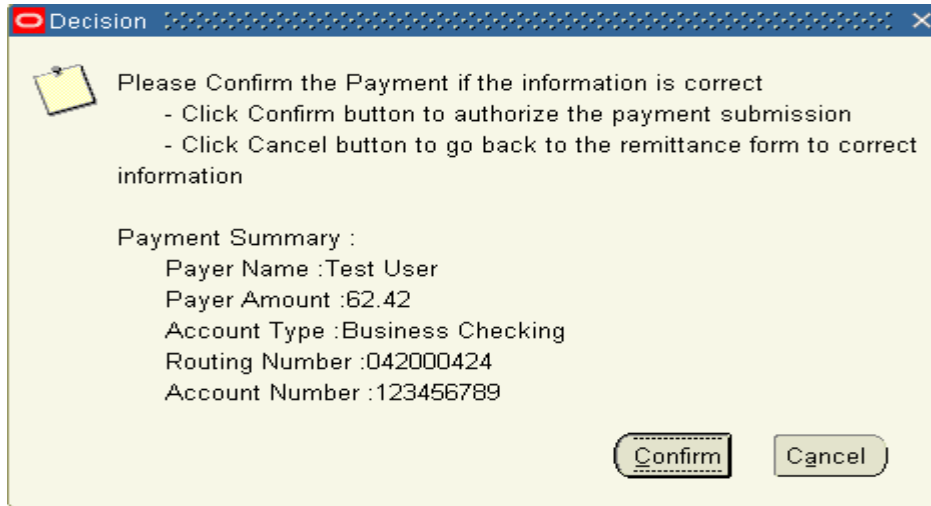 Decision
Please Confirm the Payment if the information is correct
- Click Confirm button to authorize the payment submission
- Click Cancel button to go back to the remittance form to correct
information
Payment Summary :
Payer Name :Test User
Payer Amount :62.42
Account Type :Business Checking
Routing Number :042000424
Account Number :123456789
Confirm Cancel